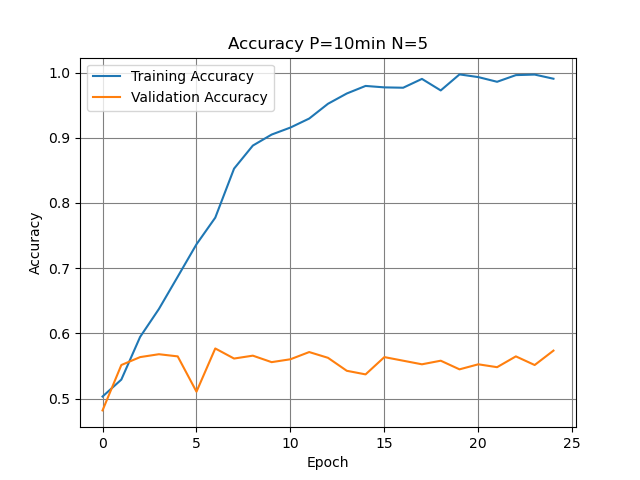 Accuracy P=10min N=5
Training Accuracy
Validation Accuracy
1.0
0.9
0.8
0.7
0.6
0.5
Accuracy
0 5 10 15 20 25
Epoch